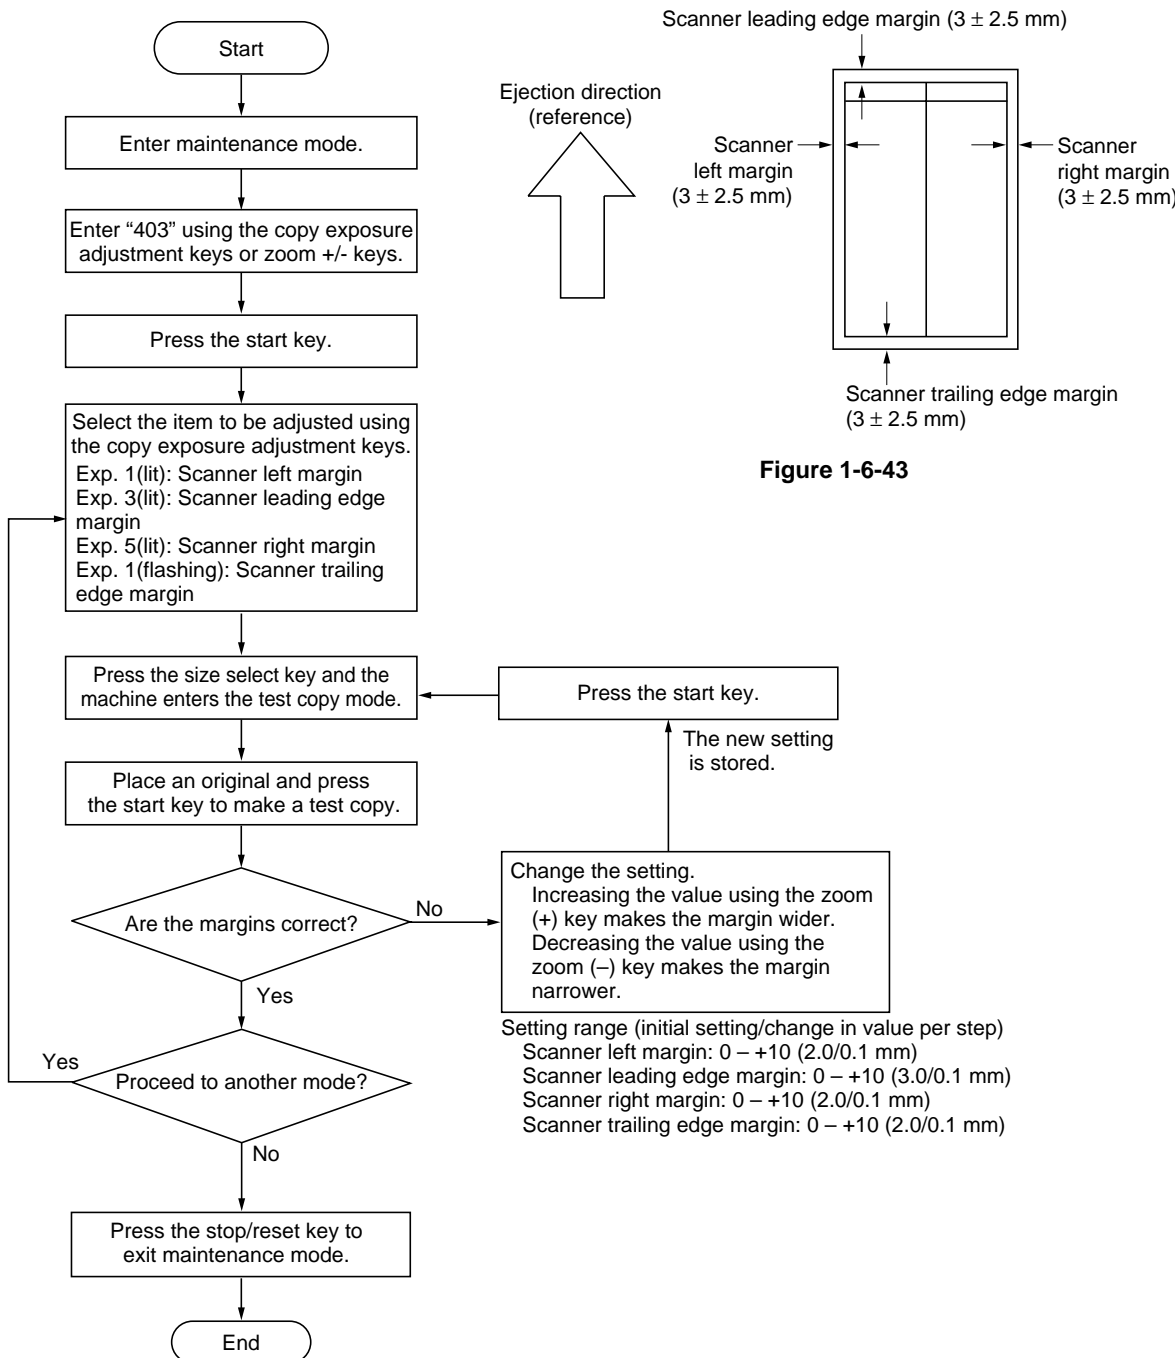 Start
Enter maintenance mode.
Enter “403” using the copy exposure
adjustment keys or zoom +/- keys.
Press the start key.
Select the item to be adjusted using
the copy exposure adjustment keys.
Exp. 1(lit): Scanner left margin
Exp. 3(lit): Scanner leading edge
margin
Exp. 5(lit): Scanner right margin
Exp. 1(flashing): Scanner trailing
edge margin
Press the size select key and the
machine enters the test copy mode.
Place an original and press
the start key to make a test copy.
Are the margins correct?
No
Yes
Proceed to another mode?
Yes
No
Press the stop/reset key to
exit maintenance mode.
End
Press the start key.
The new setting
is stored.
Change the setting.
Increasing the value using the zoom
(+) key makes the margin wider.
Decreasing the value using the
zoom (–) key makes the margin
narrower.
Setting range (initial setting/change in value per step)
Scanner left margin: 0 – +10 (2.0/0.1 mm)
Scanner leading edge margin: 0 – +10 (3.0/0.1 mm)
Scanner right margin: 0 – +10 (2.0/0.1 mm)
Scanner trailing edge margin: 0 – +10 (2.0/0.1 mm)
Scanner leading edge margin (3 ± 2.5 mm)
Ejection direction
(reference)
Scanner
left margin
(3 ± 2.5 mm)
Scanner
right margin
(3 ± 2.5 mm)
Scanner trailing edge margin
(3 ± 2.5 mm)
Figure 1-6-43